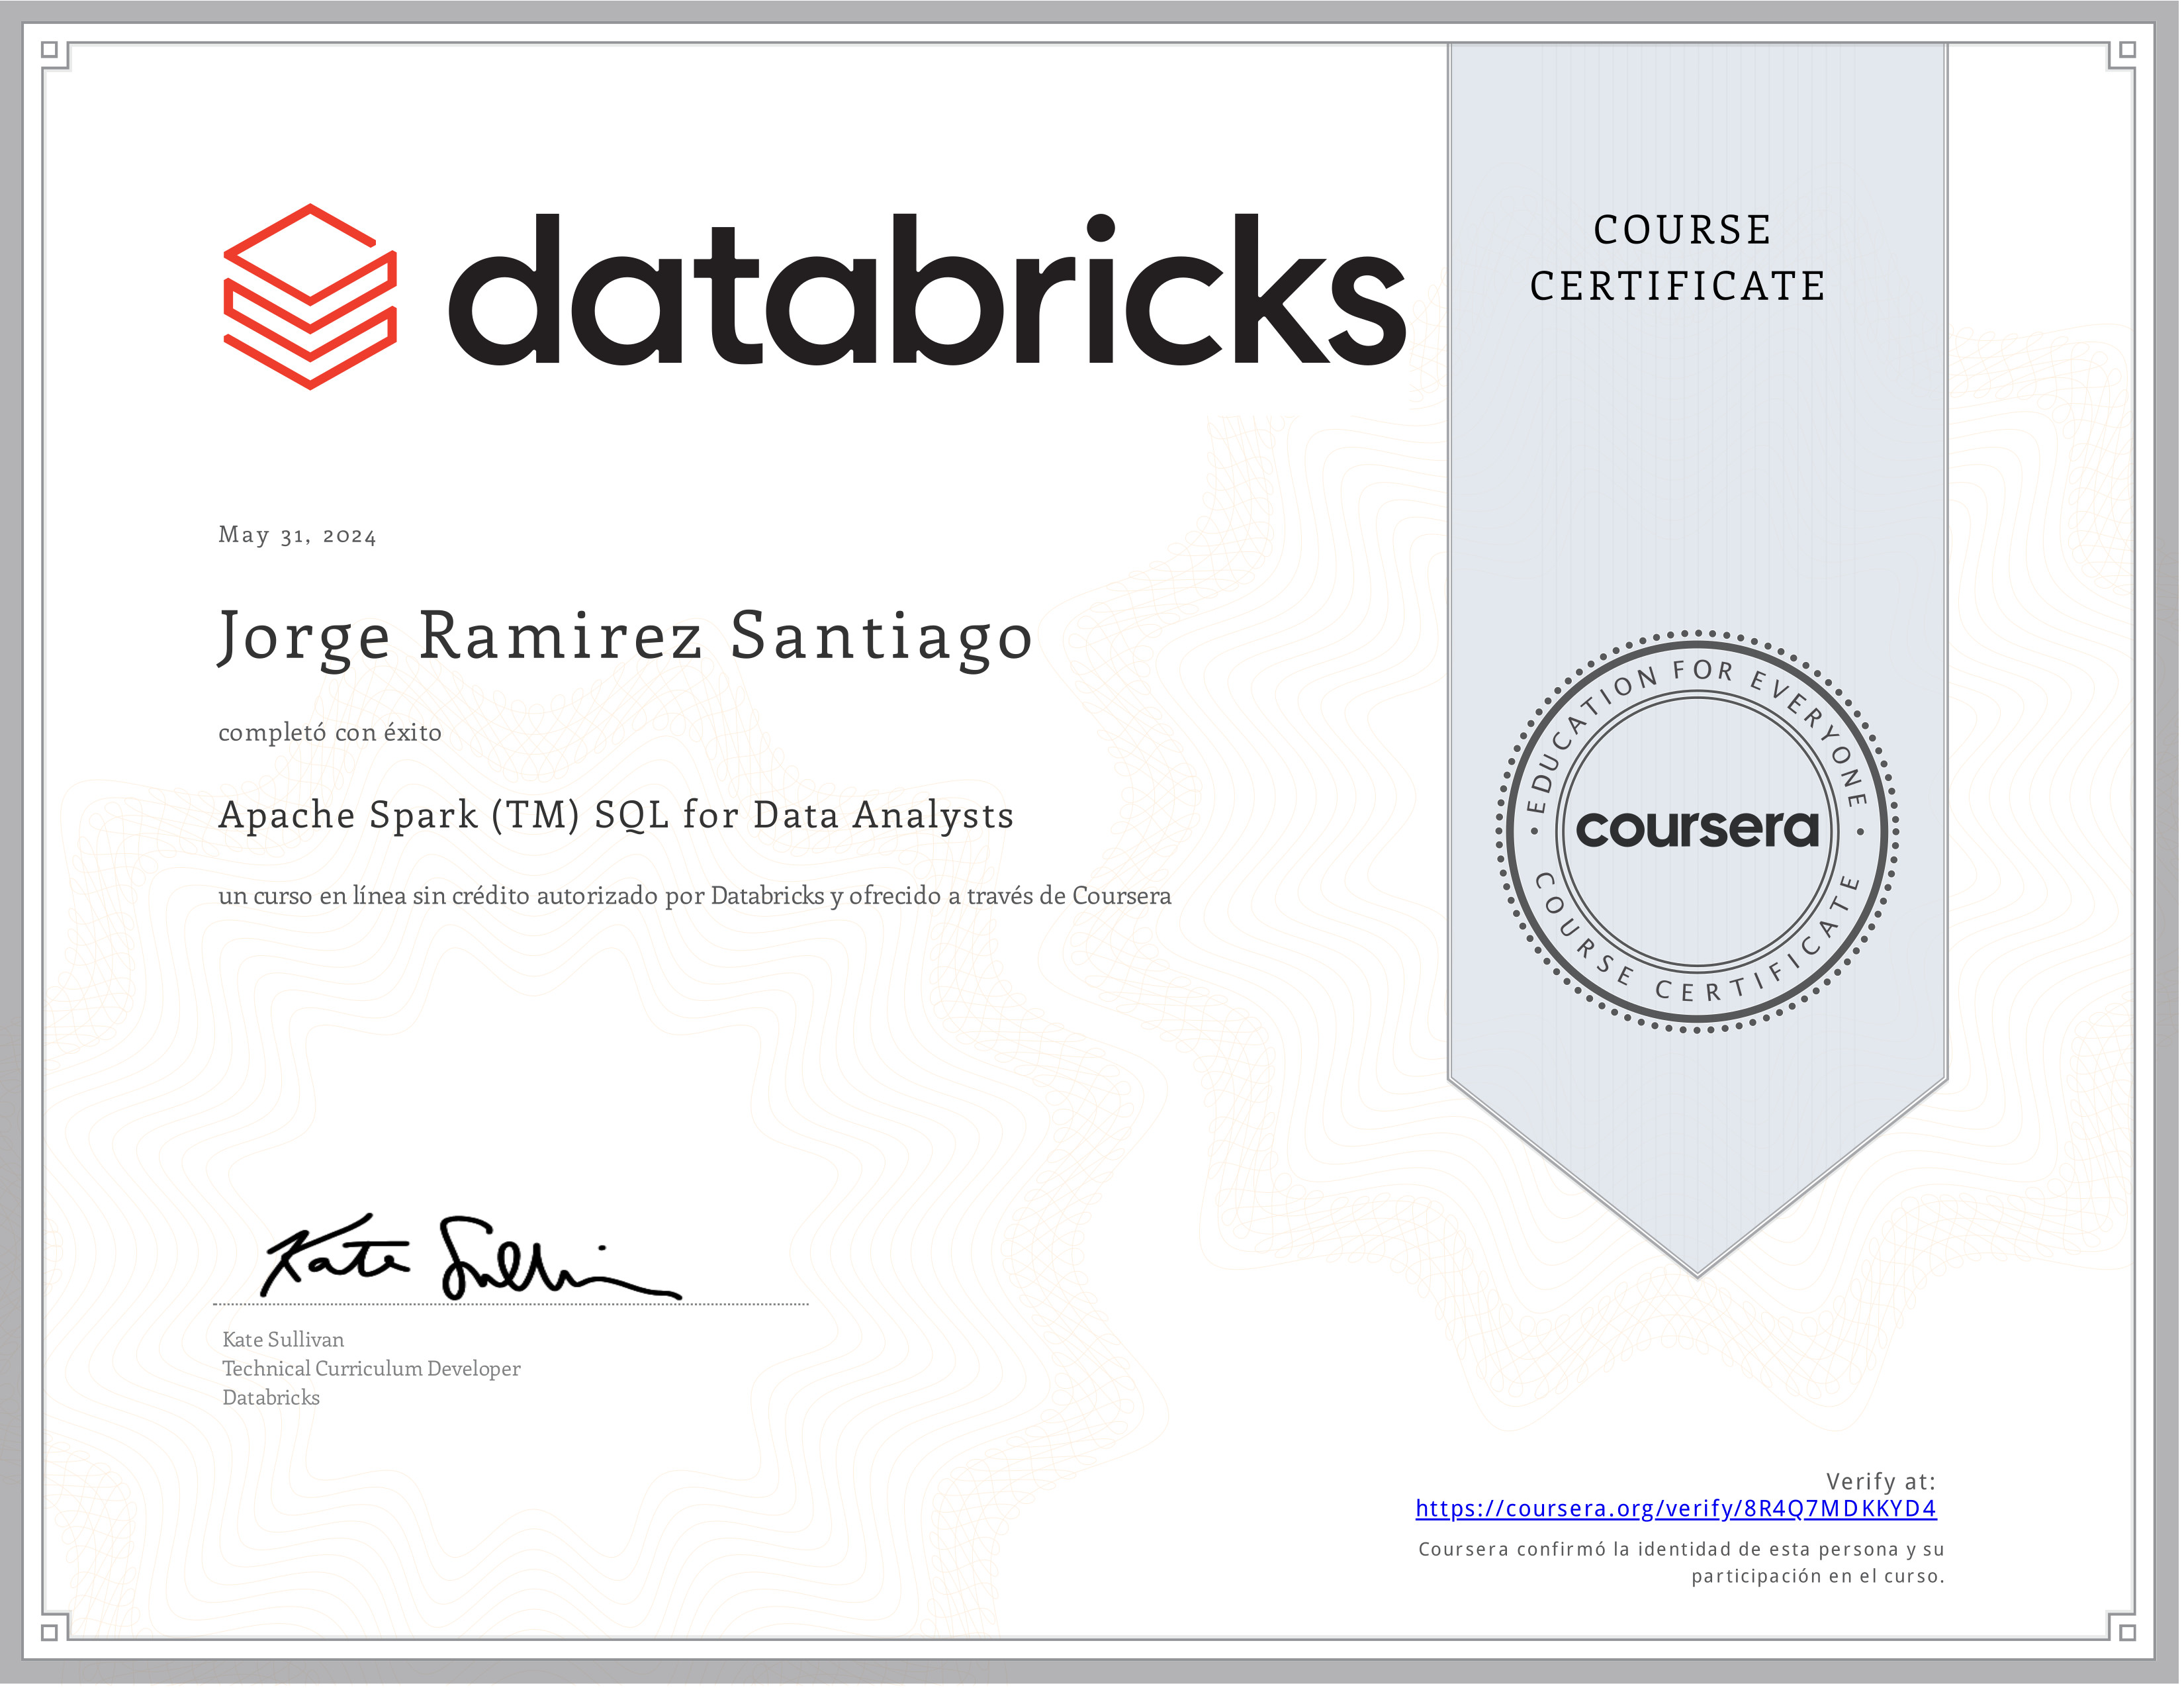 databricks
COURSE
CERTIFICATE
May 31, 2024
Jorge Ramirez Santiago
completó con éxito
Apache Spark (TM) SQL for Data Analysts
un curso en línea sin crédito autorizado por Databricks y ofrecido a través de Coursera
EDUCATION FOR EVERYONE
coursera
COURSE CERTIFICATE
Kate Sullivan
Kate Sullivan
Technical Curriculum Developer
Databricks
Verify at:
https://coursera.org/verify/8R4Q7MDKKYD4
Coursera confirmó la identidad de esta persona y su
participación en el curso.